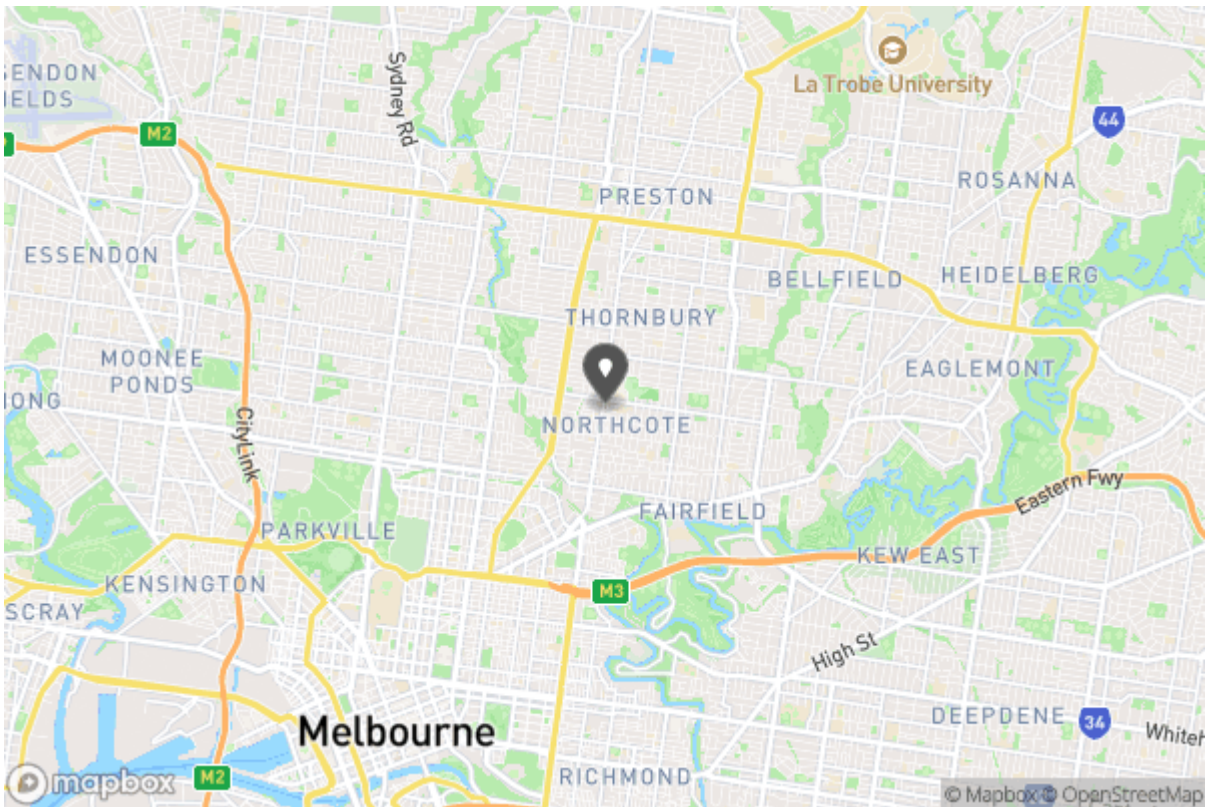 SENDON
IELDS
M2
Sydney Rd
La Trobe University
44
ROSANNA
PRESTON
ESSENDON
BELLFIELD
HEIDELBERG
THORNBURY
MOONEE
PONDS
EAGLEMONT
ONG
NORTHCOTE
CityLink
Eastern Fwy
FAIRFIELD
PARKVILLE
KEW EAST
KENSINGTON
M3
SCRAY
High St
DEEPDENE
34
Whiteh
Melbourne
M2
RICHMOND
mapbox
© Mapbox © OpenStreetMap